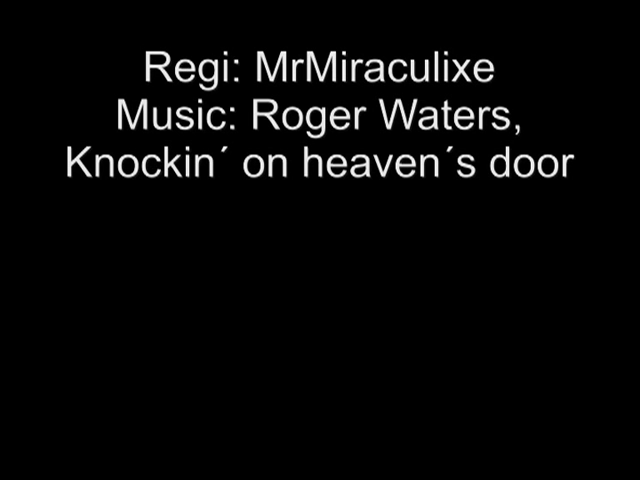 Regi: MrMiraculixe
Music: Roger Waters,
Knockin´ on heaven´s door